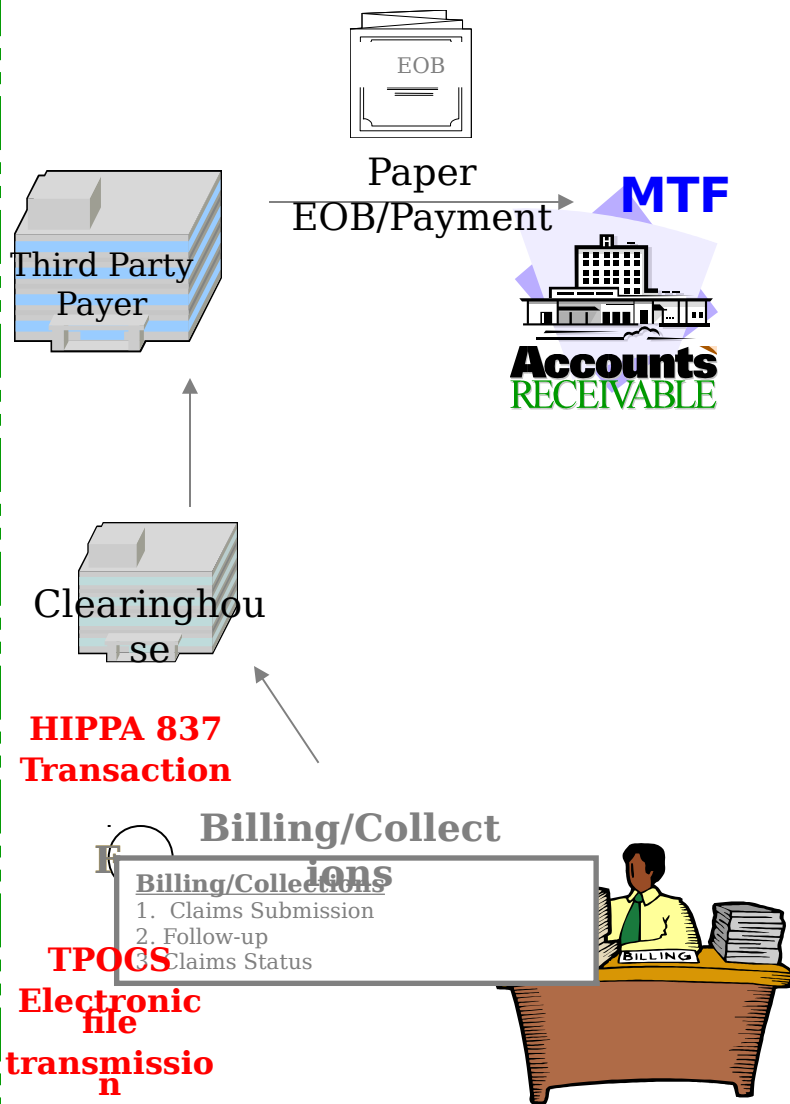 EOB
Paper
EOB/Payment
MTF
Third Party
Payer
Accounts
RECEIVABLE
Clearinghou
se
HIPPA 837
Transaction
Billing/Collect
ions
F
Billing/Collections
1. Claims Submission
2. Follow-up
3. Claims Status
BILLING
TPOCS
Electronic
file
transmissio
n